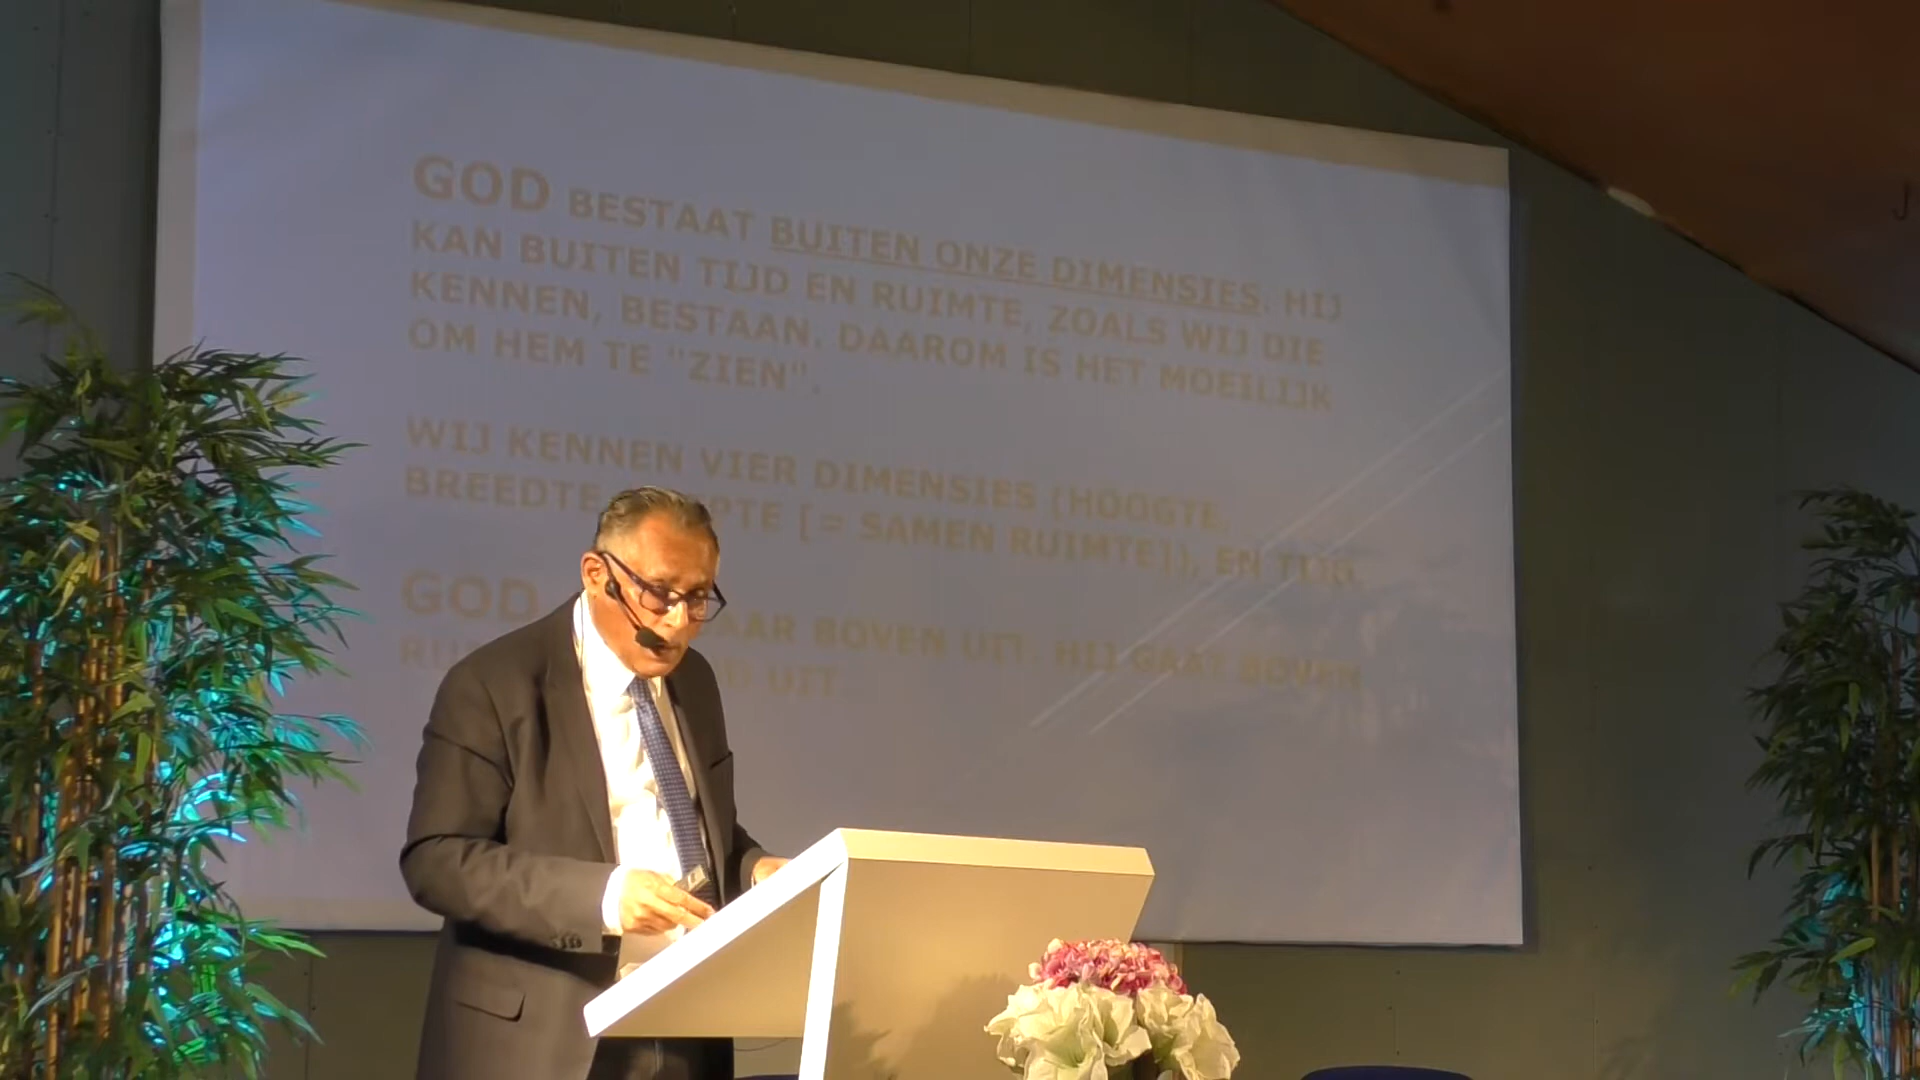 GOD BESTAAT BUITEN ONZE DIMENSIES. HIJ
KAN BUITEN TIJD EN RUIMTE, ZOALS WIJ DIE
KENNEN, BESTAAN. DAAROM IS HET MOEILIJK
OM HEM TE "ZIEN".
WIJ KENNEN VIER DIMENSIES (HOOGTE,
BREEDTE [= SAMEN RUIMTE]), EN TIJD.
GOD BOVEN UIT. HIJ GAAT BOVEN
UIT